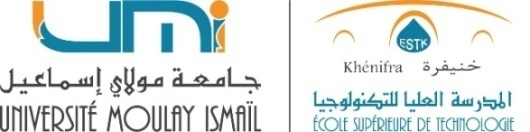 umi
جامعة مولاي إسماعيل
UNIVERSITÉ MOULAY ISMAÏL
ESTK
Khénifra خنيفرة
المدرسة العليا للتكنولوجيا
ÉCOLE SUPÉRIEURE DE TECHNOLOGIE